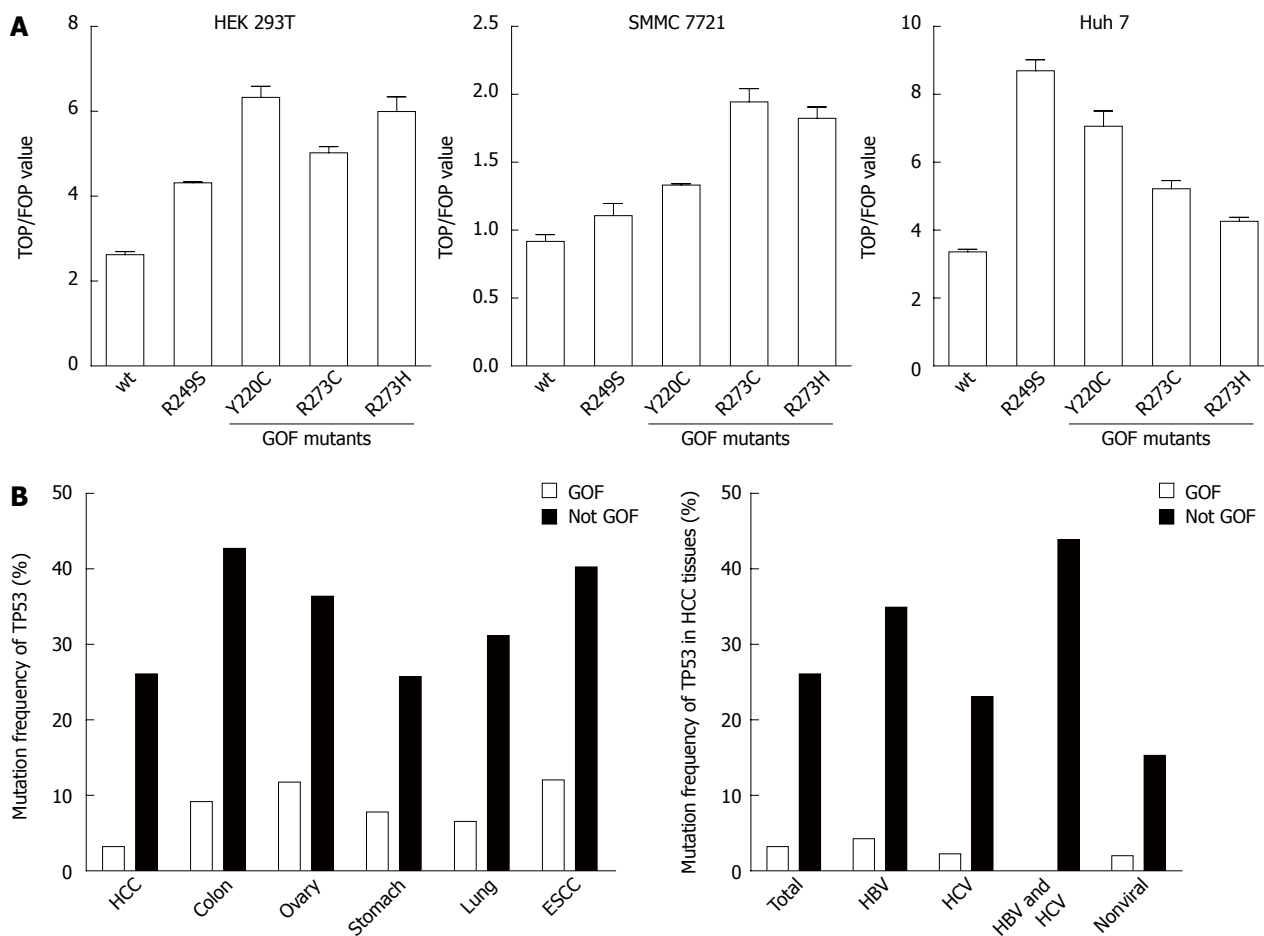 A
HEK 293T
TOP/FOP value
8
6
4
2
0
wt
R249S
Y220C
R273C
R273H
GOF mutants
SMMC 7721
TOP/FOP value
2.5
2.0
1.5
1.0
0.5
0.0
wt
R249S
Y220C
R273C
R273H
GOF mutants
Huh 7
TOP/FOP value
10
8
6
4
2
0
wt
R249S
Y220C
R273C
R273H
GOF mutants
B
Mutation frequency of TP53 (%)
50
40
30
20
10
0
GOF
Not GOF
HCC
Colon
Ovary
Stomach
Lung
ESCC
Mutation frequency of TP53 in HCC tissues (%)
50
40
30
20
10
0
GOF
Not GOF
Total
HBV
HCV
HBV and
HCV
Nonviral